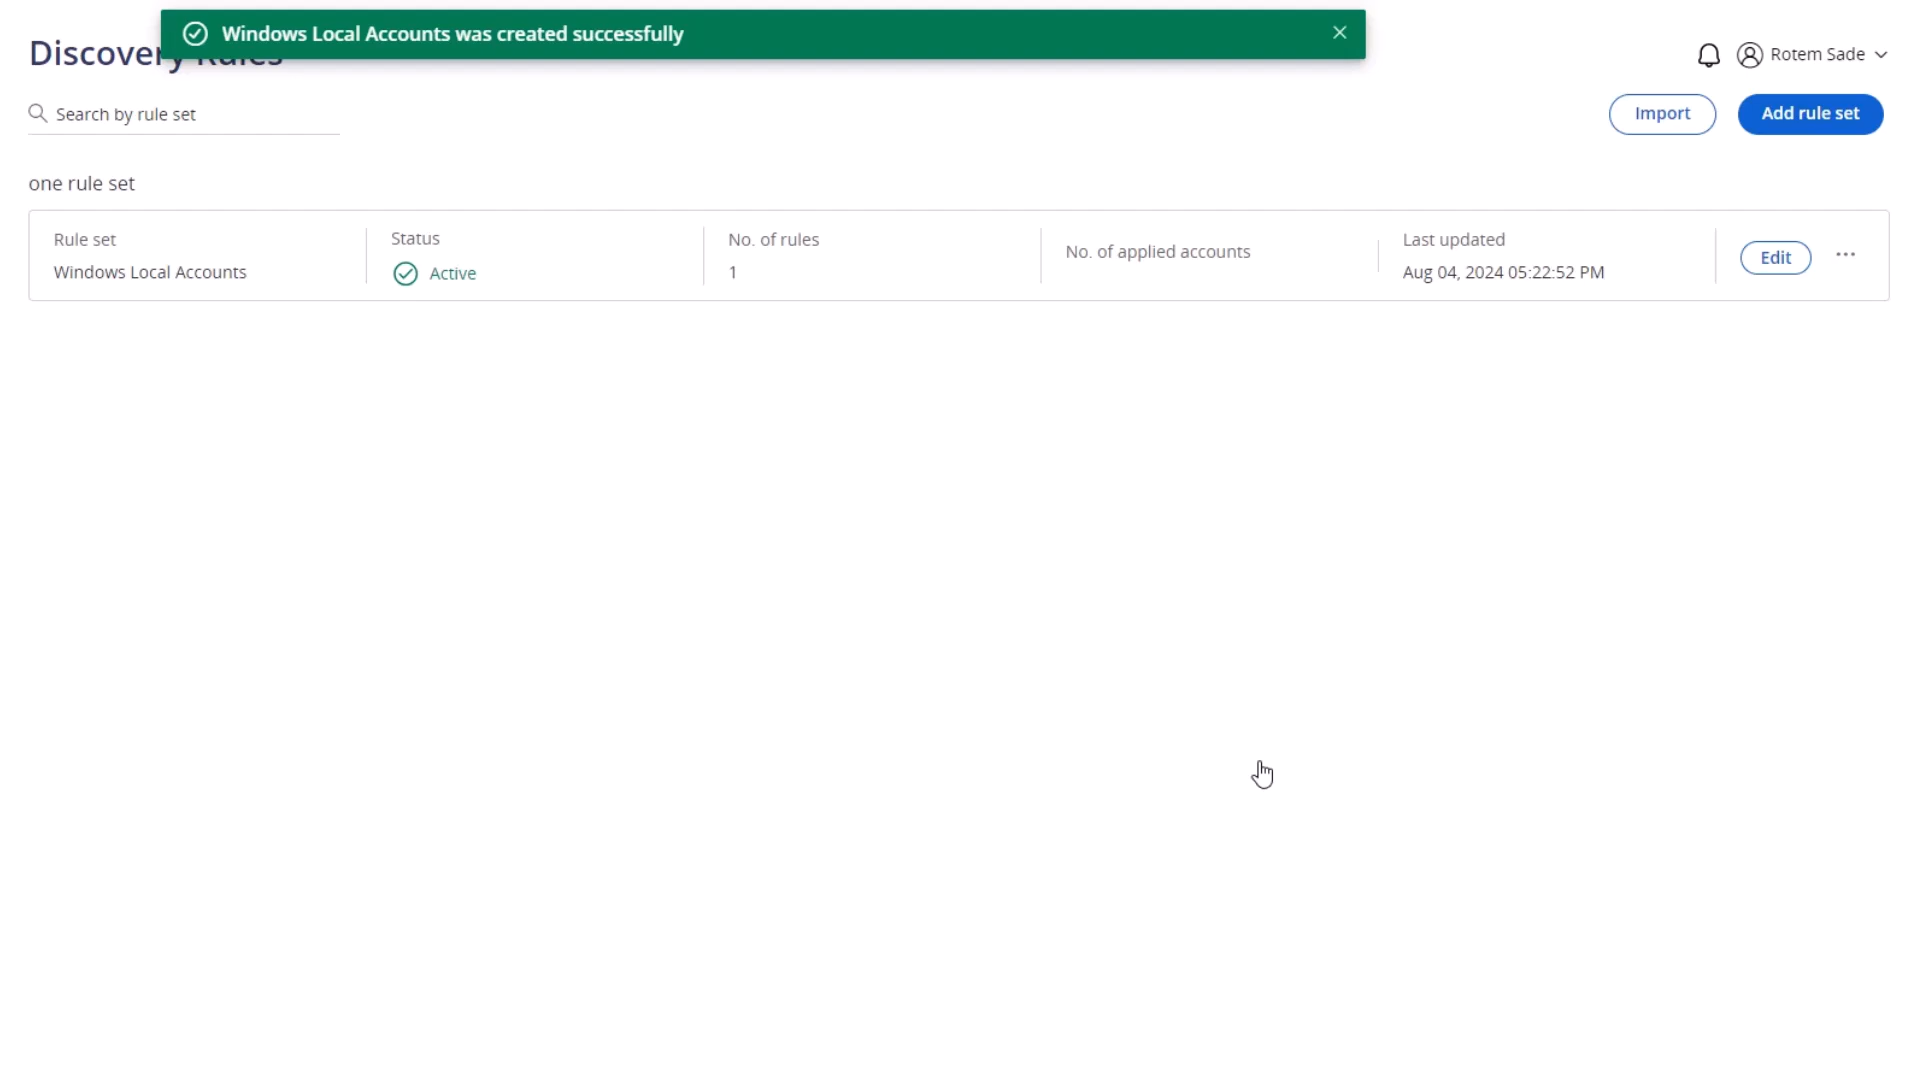 Windows Local Accounts was created successfully
Discovery Rules
Rotem Sade
Search by rule set
Import
Add rule set
one rule set
Rule set
Status
No. of rules
No. of applied accounts
Last updated
Windows Local Accounts
Active
1
Aug 04, 2024 05:22:52 PM
Edit